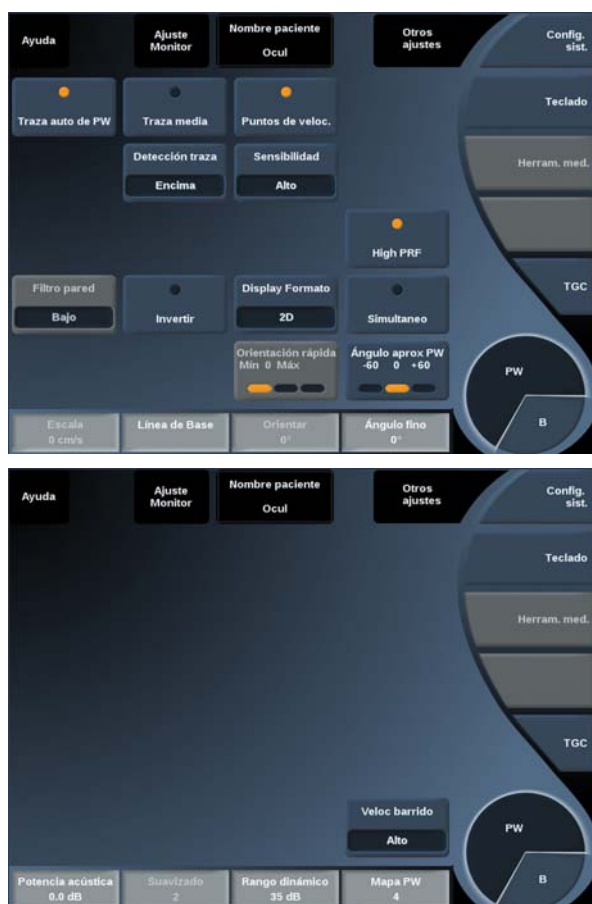 Ayuda
Ajuste
Monitor
Nombre paciente
Ocul
Otros
ajustes
Config.
sist.
Traza auto de PW
Traza media
Puntos de veloc.
Teclado
Detección traza
Encima
Sensibilidad
Alto
Herram. med.
High PRF
Filtro pared
Bajo
Invertir
Display Formato
2D
Simultaneo
TGC
Orientación rápida
Mín 0 Máx
Ángulo aprox PW
-60 0 +60
PW
B
Escala
0 cm/s
Línea de Base
Orientar
0°
Ángulo fino
0°
Ayuda
Ajuste
Monitor
Nombre paciente
Ocul
Otros
ajustes
Config.
sist.
Teclado
Herram. med.
TGC
Veloc barrido
Alto
PW
B
Potencia acústica
0.0 dB
Suavizado
2
Rango dinámico
35 dB
Mapa PW
4